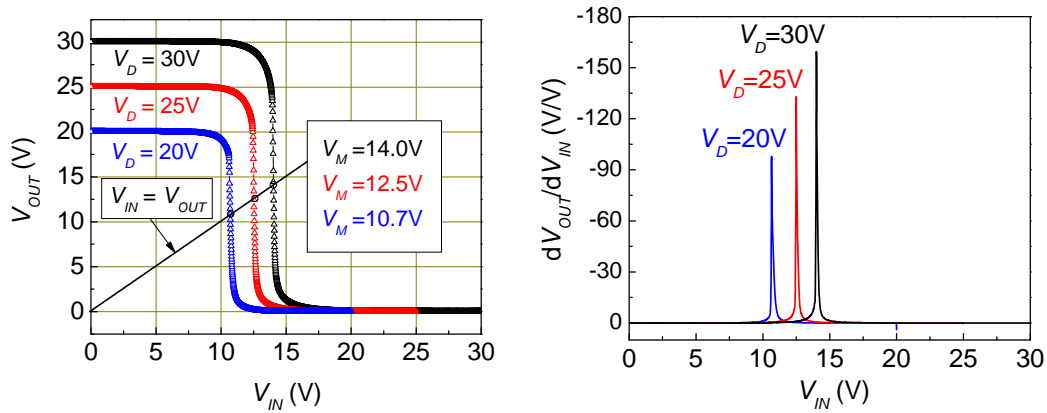 V_OUT (V)
30
25
20
15
10
5
0
V_D = 30V
V_D = 25V
V_D = 20V
V_IN = V_OUT
V_M = 14.0V
V_M = 12.5V
V_M = 10.7V
0 5 10 15 20 25 30
V_IN (V)
dV_OUT/dV_IN (V/V)
-180
-150
-120
-90
-60
-30
0
V_D=30V
V_D=25V
V_D=20V
0 5 10 15 20 25 30
V_IN (V)